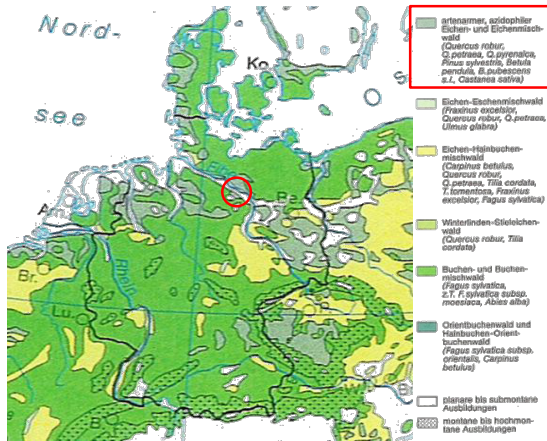 Nord-
see
Ko.
O
S
A
Be.
Br.
Rhein
Lu.
B.
B
artenarmer, azidophiler
Eichen- und Eichenmisch-
wald
(Quercus robur,
Q.petraea, Q.pyrenaica,
Pinus sylvestris, Betula
pendula, B.pubescens
s.l., Castanea sativa)
Eichen-Eschenmischwald
(Fraxinus excelsior,
Quercus robur, Q.petraea,
Ulmus glabra)
Eichen-Hainbuchen-
mischwald
(Carpinus betulus,
Quercus robur,
Q.petraea, Tilia cordata,
T.tomentosa, Fraxinus
excelsior, Fagus sylvatica)
Winterlinden-Stieleichen-
wald
(Quercus robur, Tilia
cordata)
Buchen- und Buchen-
mischwald
(Fagus sylvatica,
z.T. F.sylvatica subsp.
moesiaca, Abies alba)
Orientbuchenwald und
Hainbuchen-Orient-
buchenwald
(Fagus sylvatica subsp.
orientalis, Carpinus
betulus)
planare bis submontane
Ausbildungen
montane bis hochmon-
tane Ausbildungen